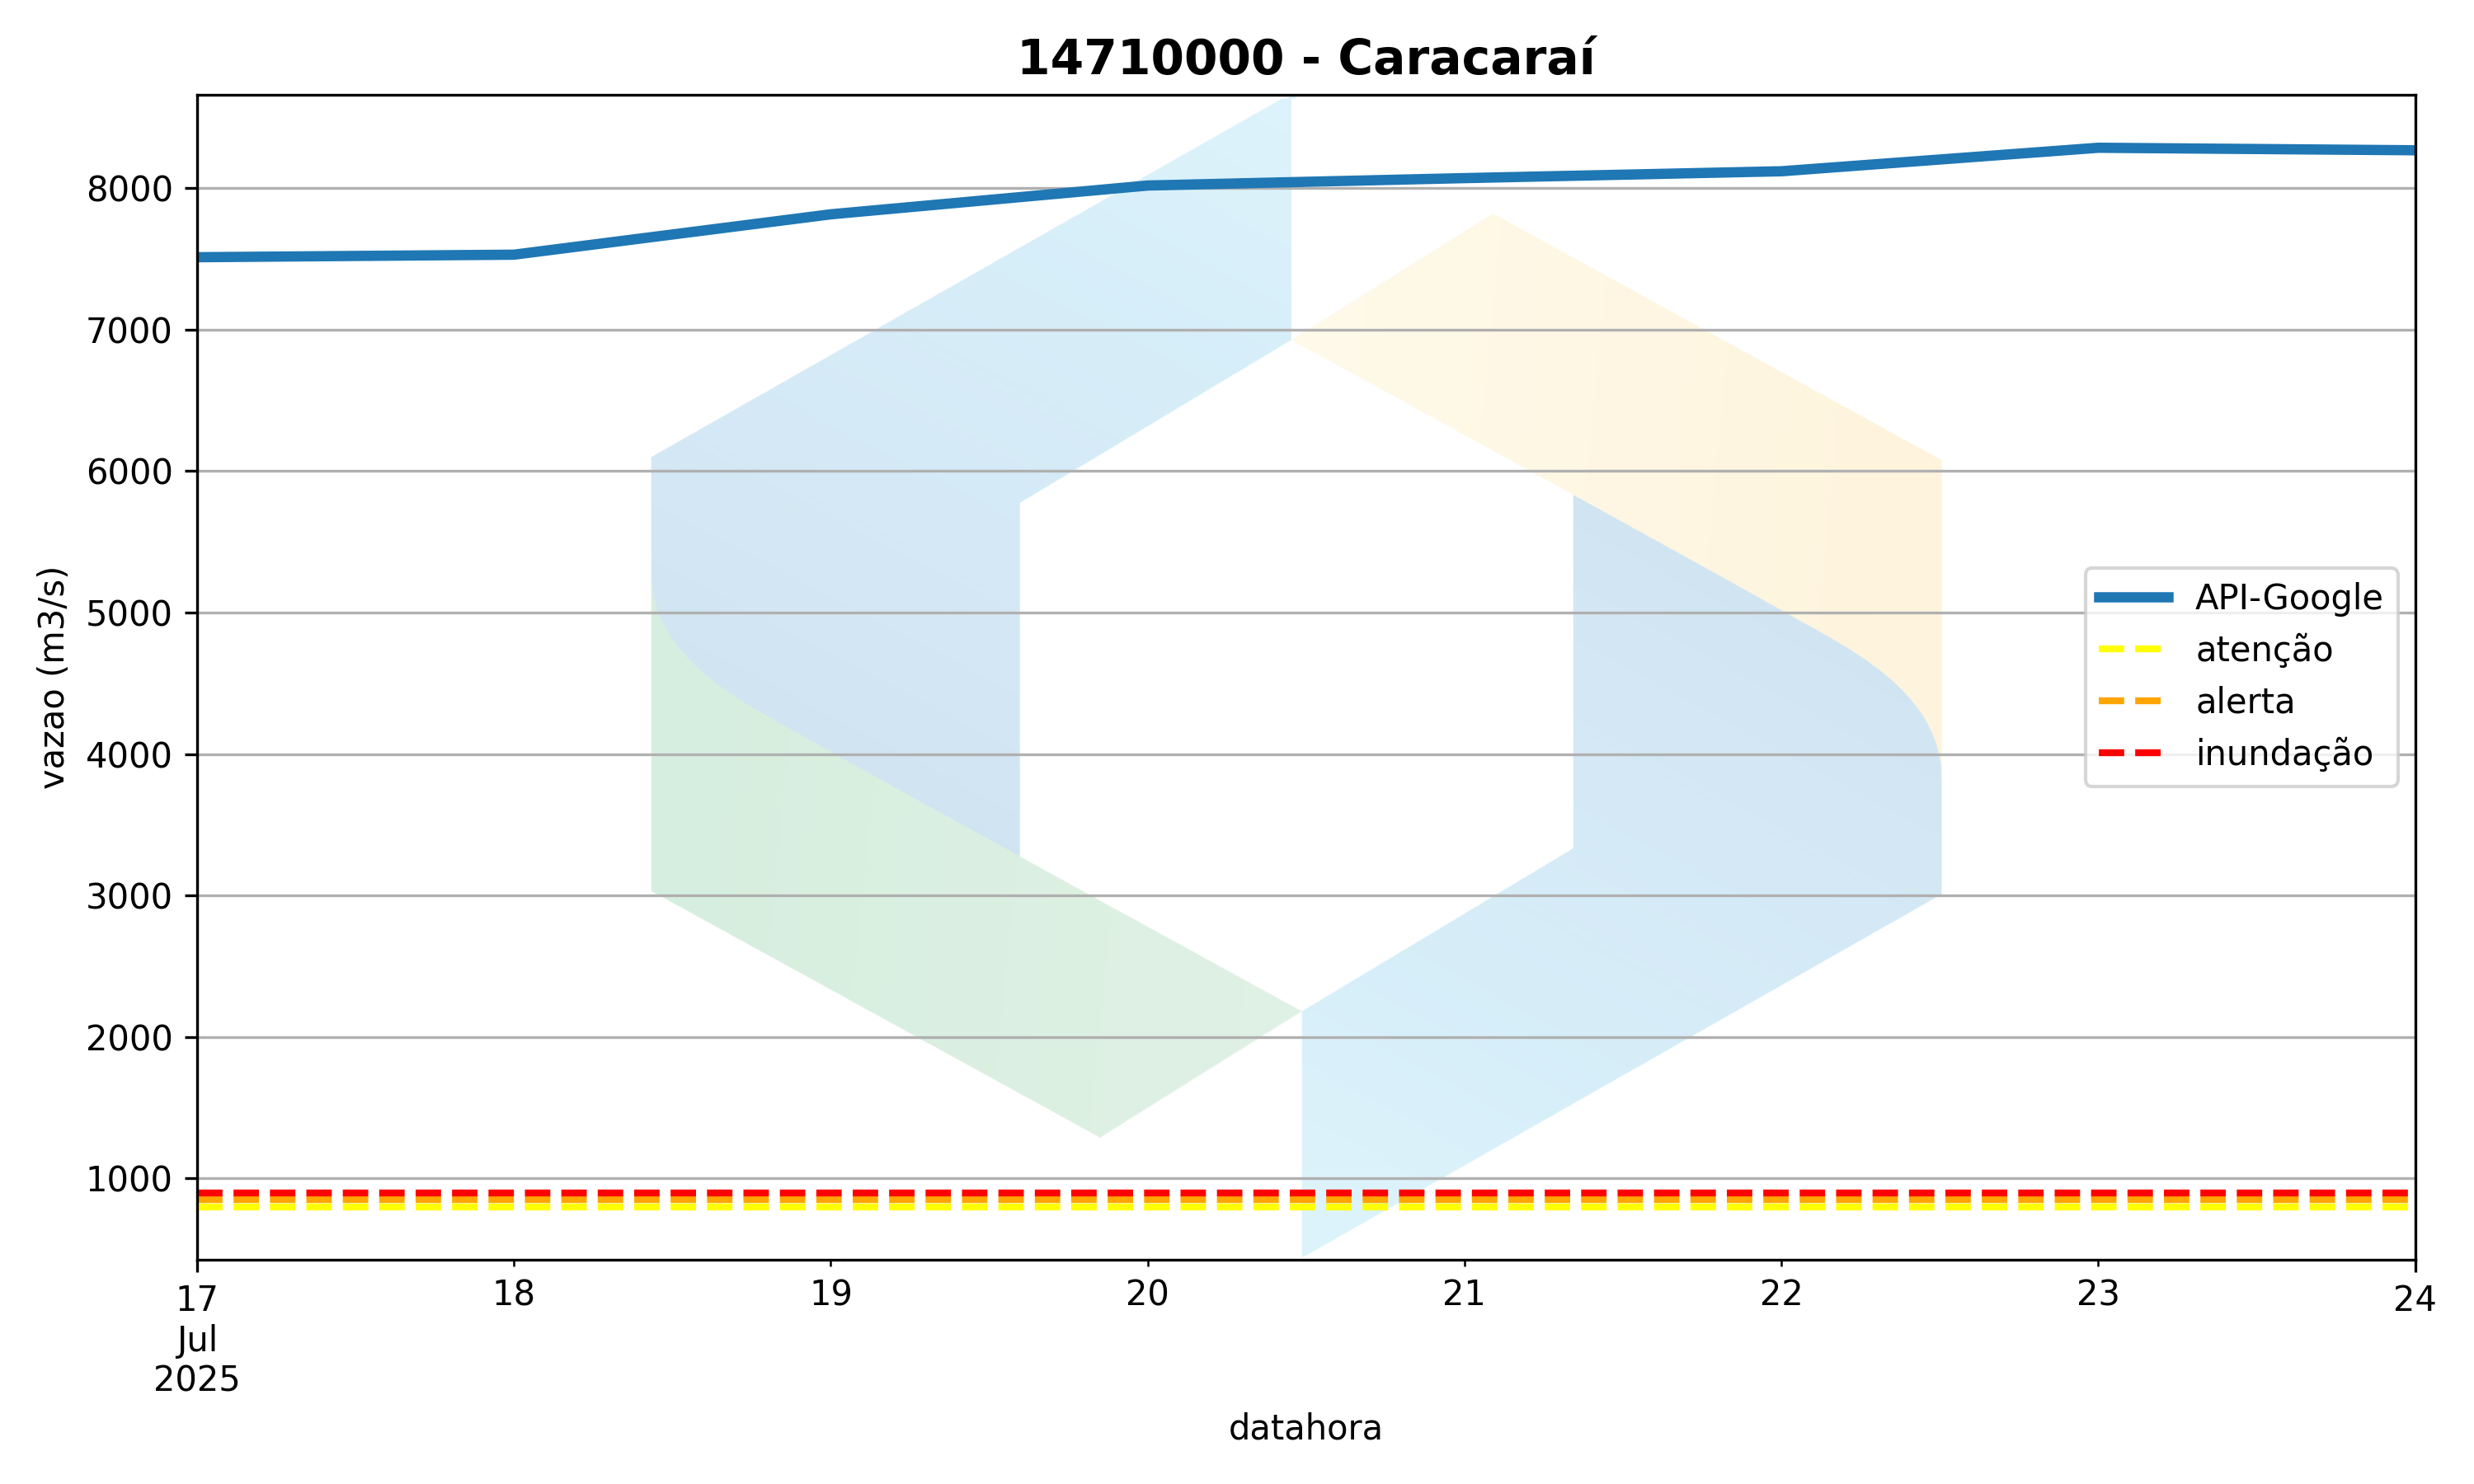 14710000 - Caracaraí
vazao (m3/s)
8000
7000
6000
5000
4000
3000
2000
1000
API-Google
atenção
alerta
inundação
17 18 19 20 21 22 23 24
Jul
2025
datahora